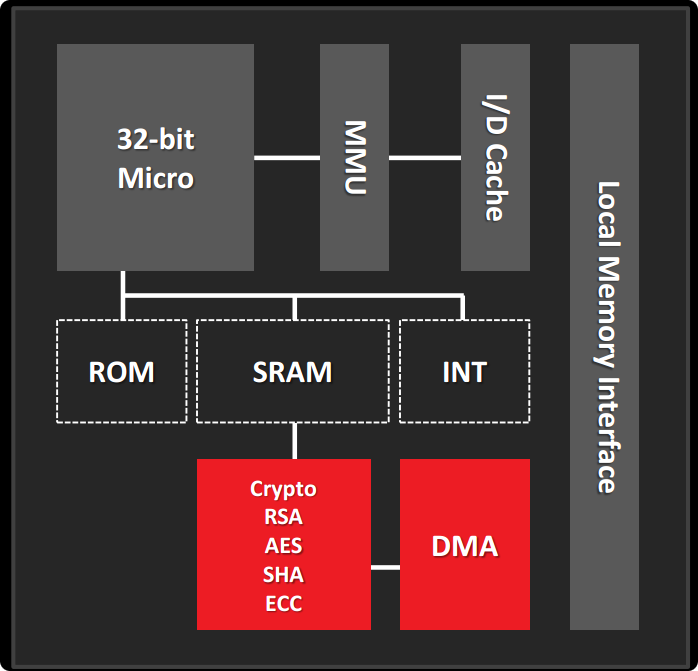 32-bit
Micro
MMU
I/D Cache
Local Memory Interface
ROM
SRAM
INT
Crypto
RSA
AES
SHA
ECC
DMA